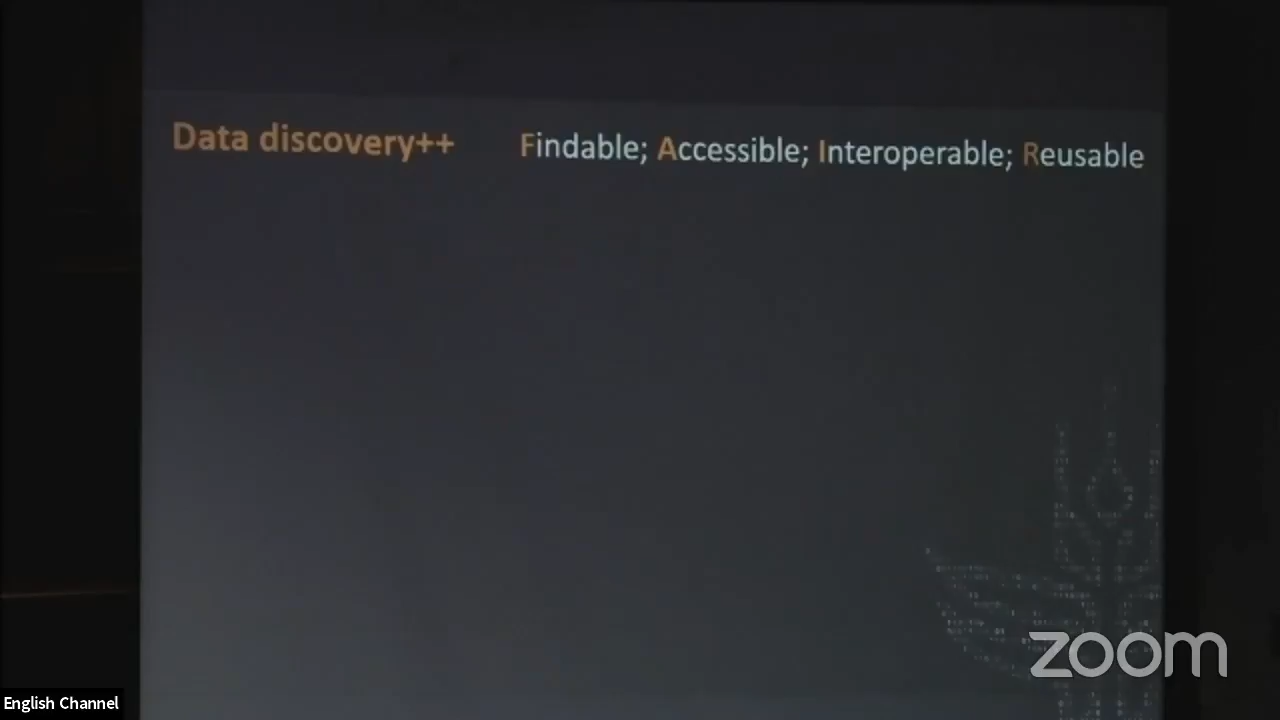 Data discovery++ Findable; Accessible; Interoperable; Reusable
zoom
English Channel